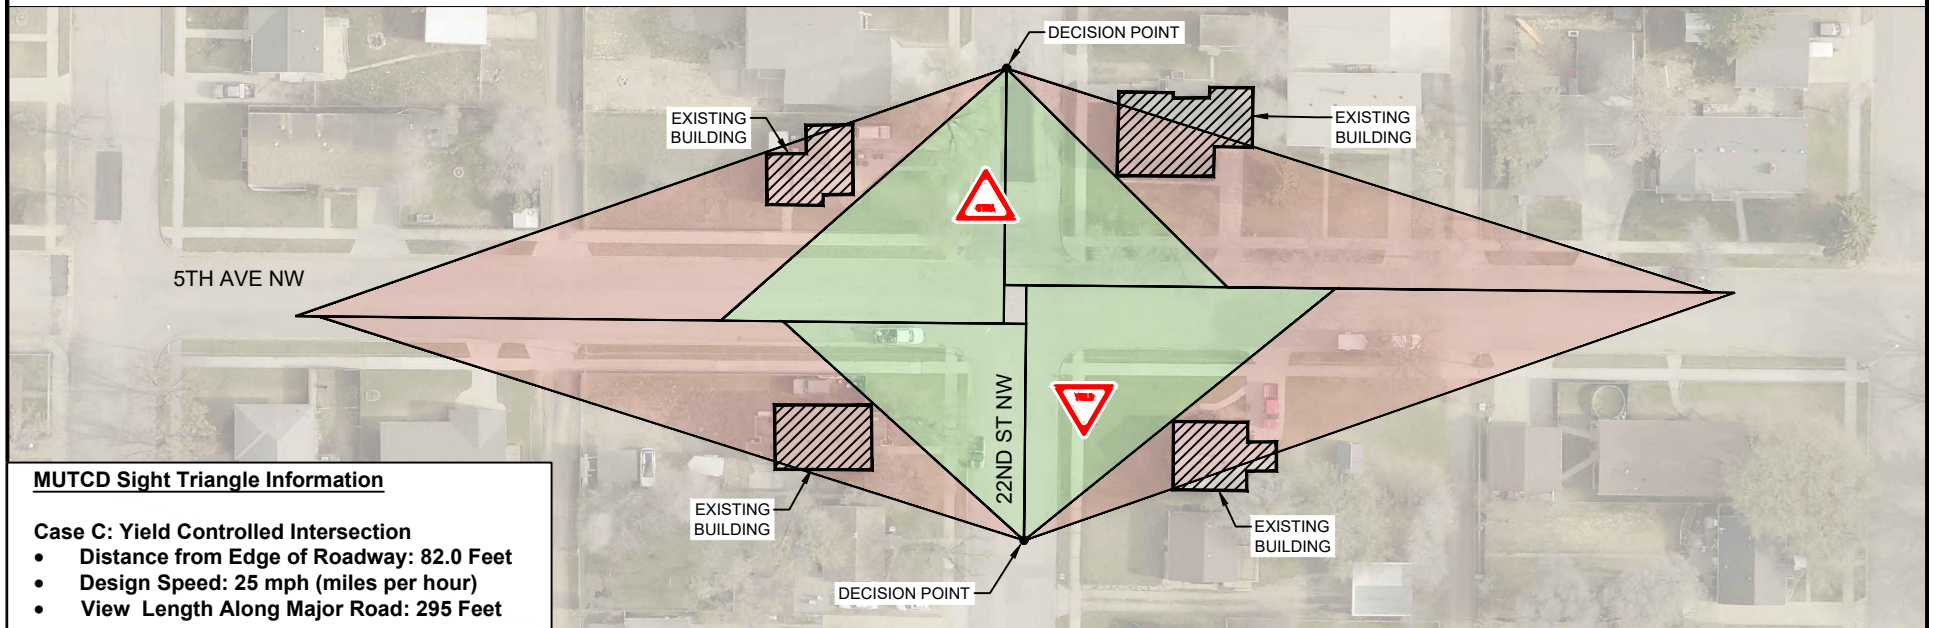 DECISION POINT
EXISTING
BUILDING
EXISTING
BUILDING
5TH AVE NW
YIELD
YIELD
22ND ST NW
EXISTING
BUILDING
EXISTING
BUILDING
DECISION POINT
MUTCD Sight Triangle Information
Case C: Yield Controlled Intersection
• Distance from Edge of Roadway: 82.0 Feet
• Design Speed: 25 mph (miles per hour)
• View Length Along Major Road: 295 Feet